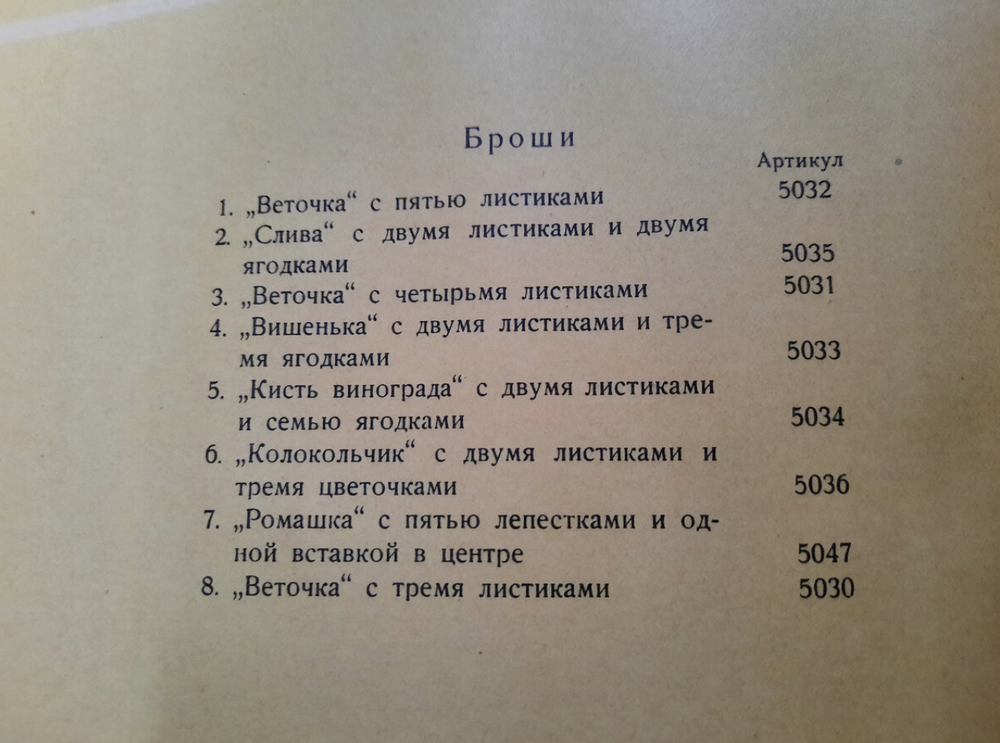 Броши
Артикул
1. „Веточка“ с пятью листиками 5032
2. „Слива“ с двумя листиками и двумя
ягодками 5035
3. „Веточка“ с четырьмя листиками 5031
4. „Вишенька“ с двумя листиками и тре-
мя ягодками 5033
5. „Кисть винограда“ с двумя листиками
и семью ягодками 5034
6. „Колокольчик“ с двумя листиками и
тремя цветочками 5036
7. „Ромашка“ с пятью лепестками и од-
ной вставкой в центре 5047
8. „Веточка“ с тремя листиками 5030